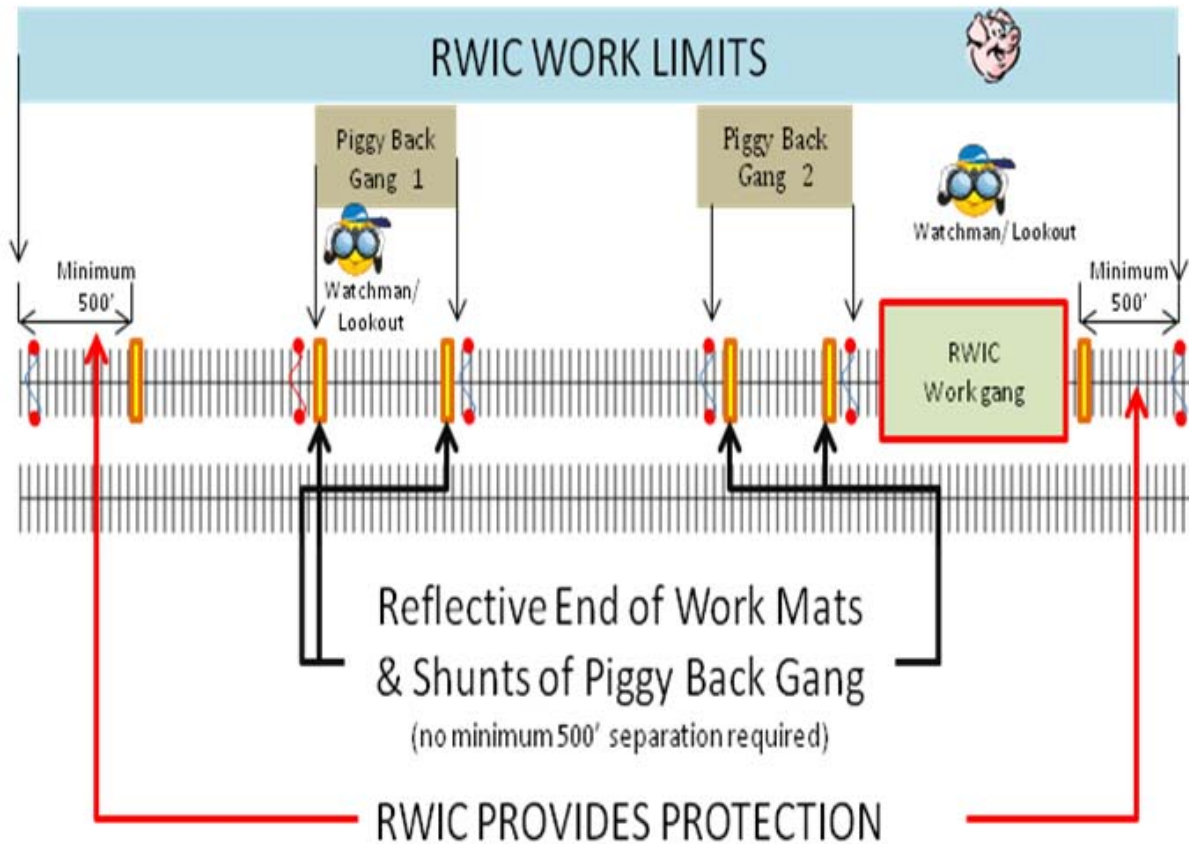 RWIC WORK LIMITS
Piggy Back
Gang 1
Piggy Back
Gang 2
Watchman/Lookout
Minimum
500'
Watchman/
Lookout
Minimum
500'
RWIC
Work gang
Reflective End of Work Mats
& Shunts of Piggy Back Gang
(no minimum 500' separation required)
RWIC PROVIDES PROTECTION